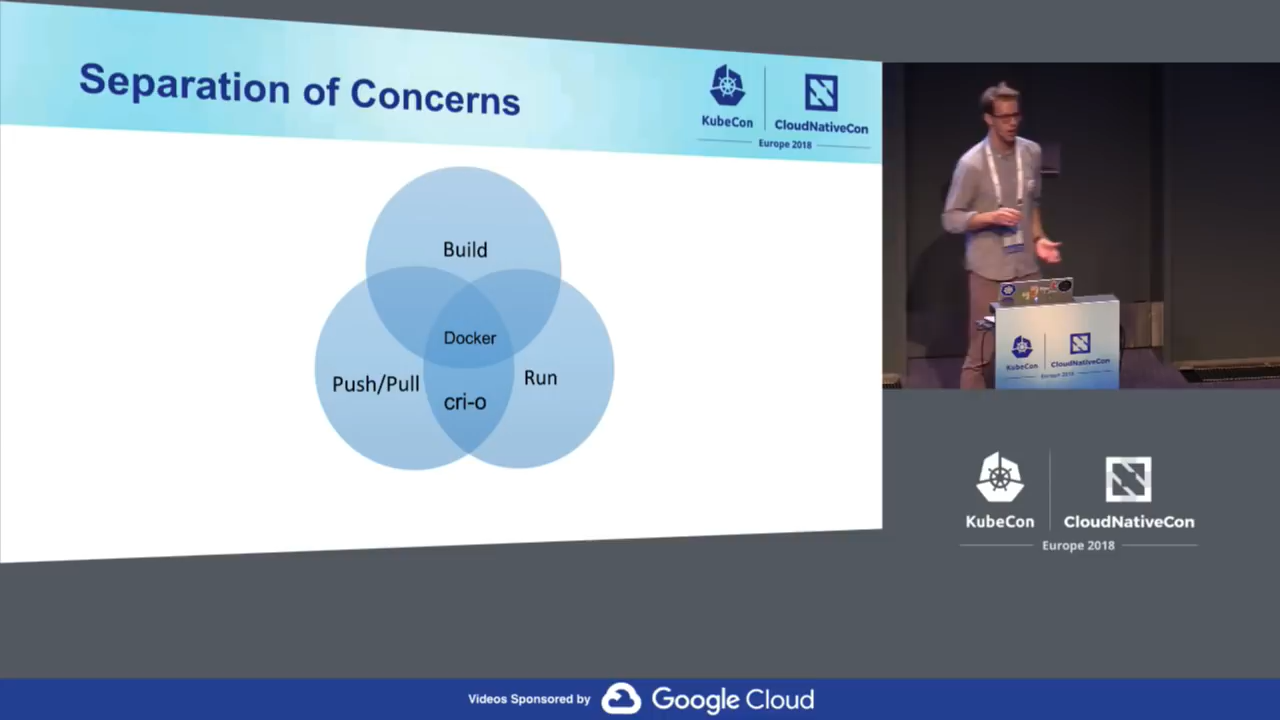 Separation of Concerns
KubeCon
CloudNativeCon
Europe 2018
Build
Docker
Push/Pull
Run
cri-o
KubeCon
CloudNativeCon
Europe 2018
KubeCon
CloudNativeCon
Europe 2018
Videos Sponsored by Google Cloud